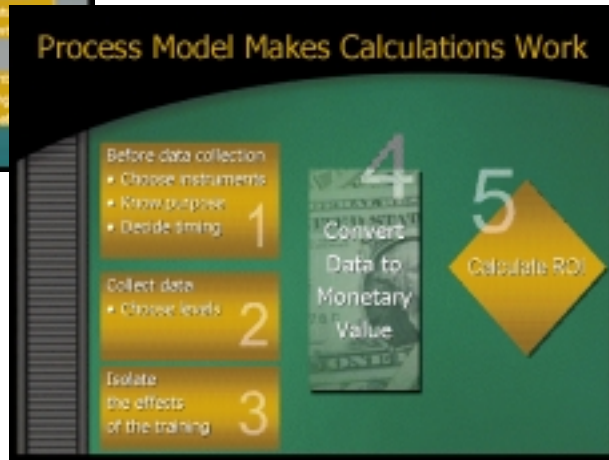 Process Model Makes Calculations Work
Before data collection
• Choose instruments
• Know purpose
• Decide timing
1
Collect data
• Choose levels
2
Isolate
the effects
of the training
3
4
Convert
Data to
Monetary
Value
5
Calculate ROI